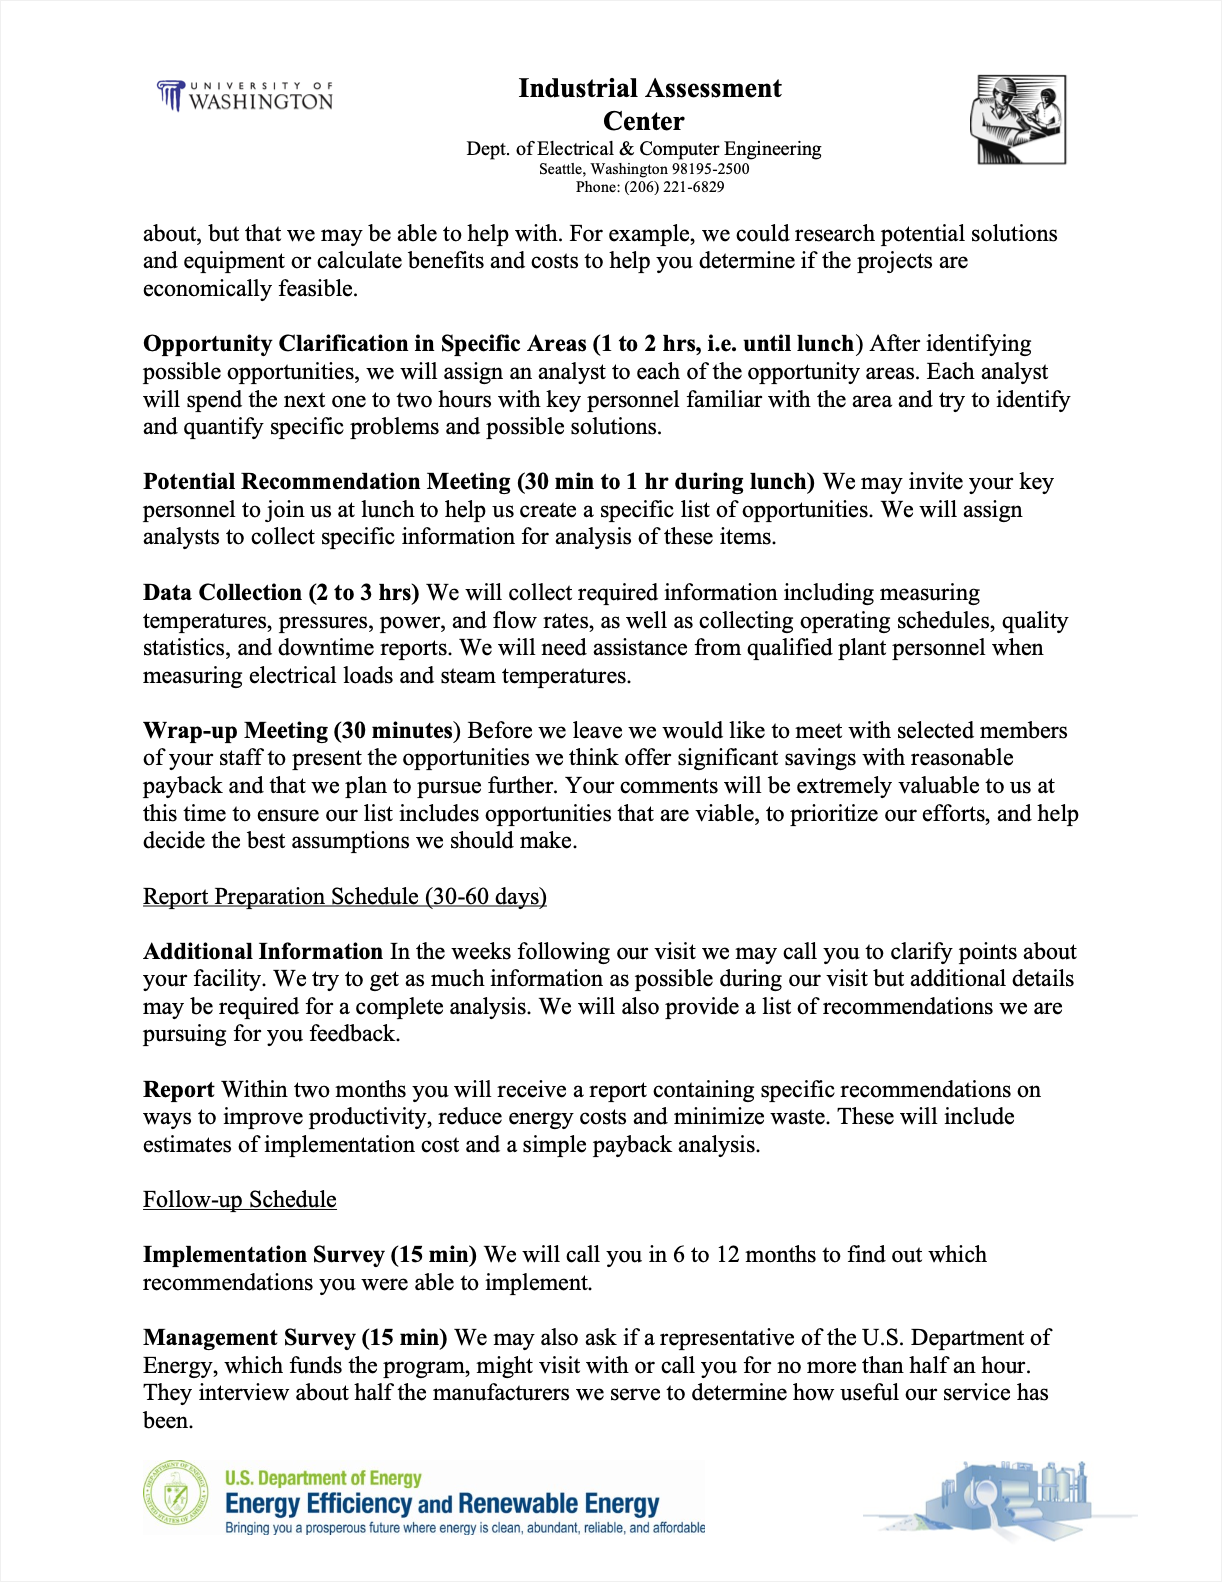 UNIVERSITY OF
WASHINGTON
Industrial Assessment
Center
Dept. of Electrical & Computer Engineering
Seattle, Washington 98195-2500
Phone: (206) 221-6829
about, but that we may be able to help with. For example, we could research potential solutions
and equipment or calculate benefits and costs to help you determine if the projects are
economically feasible.
Opportunity Clarification in Specific Areas (1 to 2 hrs, i.e. until lunch) After identifying
possible opportunities, we will assign an analyst to each of the opportunity areas. Each analyst
will spend the next one to two hours with key personnel familiar with the area and try to identify
and quantify specific problems and possible solutions.
Potential Recommendation Meeting (30 min to 1 hr during lunch) We may invite your key
personnel to join us at lunch to help us create a specific list of opportunities. We will assign
analysts to collect specific information for analysis of these items.
Data Collection (2 to 3 hrs) We will collect required information including measuring
temperatures, pressures, power, and flow rates, as well as collecting operating schedules, quality
statistics, and downtime reports. We will need assistance from qualified plant personnel when
measuring electrical loads and steam temperatures.
Wrap-up Meeting (30 minutes) Before we leave we would like to meet with selected members
of your staff to present the opportunities we think offer significant savings with reasonable
payback and that we plan to pursue further. Your comments will be extremely valuable to us at
this time to ensure our list includes opportunities that are viable, to prioritize our efforts, and help
decide the best assumptions we should make.
Report Preparation Schedule (30-60 days)
Additional Information In the weeks following our visit we may call you to clarify points about
your facility. We try to get as much information as possible during our visit but additional details
may be required for a complete analysis. We will also provide a list of recommendations we are
pursuing for you feedback.
Report Within two months you will receive a report containing specific recommendations on
ways to improve productivity, reduce energy costs and minimize waste. These will include
estimates of implementation cost and a simple payback analysis.
Follow-up Schedule
Implementation Survey (15 min) We will call you in 6 to 12 months to find out which
recommendations you were able to implement.
Management Survey (15 min) We may also ask if a representative of the U.S. Department of
Energy, which funds the program, might visit with or call you for no more than half an hour.
They interview about half the manufacturers we serve to determine how useful our service has
been.
DEPARTMENT OF ENERGY
UNITED STATES OF AMERICA
U.S. Department of Energy
Energy Efficiency and Renewable Energy
Bringing you a prosperous future where energy is clean, abundant, reliable, and affordable